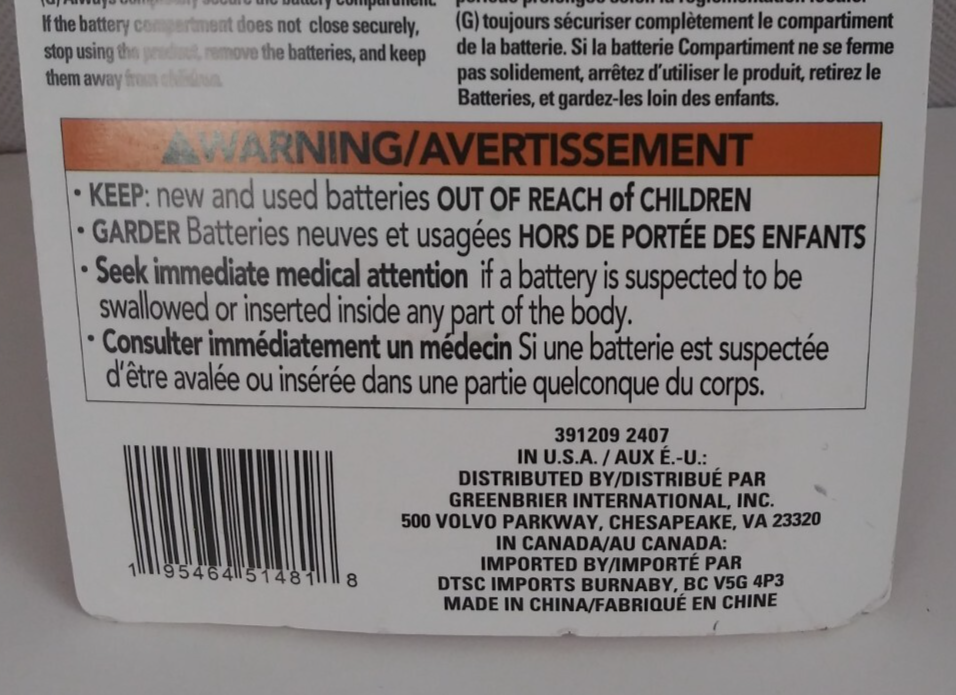 If the battery compartment does not close securely,
stop using the product, remove the batteries, and keep
them away from children.
(G) toujours sécuriser complètement le compartiment
de la batterie. Si la batterie Compartiment ne se ferme
pas solidement, arrêtez d'utiliser le produit, retirez le
Batteries, et gardez-les loin des enfants.
⚠WARNING/AVERTISSEMENT
• KEEP: new and used batteries OUT OF REACH of CHILDREN
• GARDER Batteries neuves et usagées HORS DE PORTÉE DES ENFANTS
• Seek immediate medical attention if a battery is suspected to be
swallowed or inserted inside any part of the body.
• Consulter immédiatement un médecin Si une batterie est suspectée
d'être avalée ou insérée dans une partie quelconque du corps.
1 95464 51481 8
391209 2407
IN U.S.A. / AUX É.-U.:
DISTRIBUTED BY/DISTRIBUÉ PAR
GREENBRIER INTERNATIONAL, INC.
500 VOLVO PARKWAY, CHESAPEAKE, VA 23320
IN CANADA/AU CANADA:
IMPORTED BY/IMPORTÉ PAR
DTSC IMPORTS BURNABY, BC V5G 4P3
MADE IN CHINA/FABRIQUÉ EN CHINE